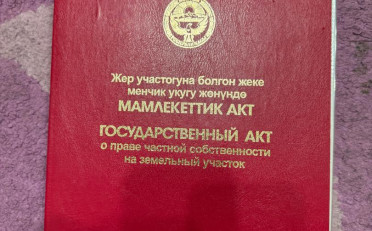 Жер участогуна болгон жеке
менчик укугу жөнүндө
МАМЛЕКЕТТИК АКТ
ГОСУДАРСТВЕННЫЙ АКТ
о праве частной собственности
на земельный участок